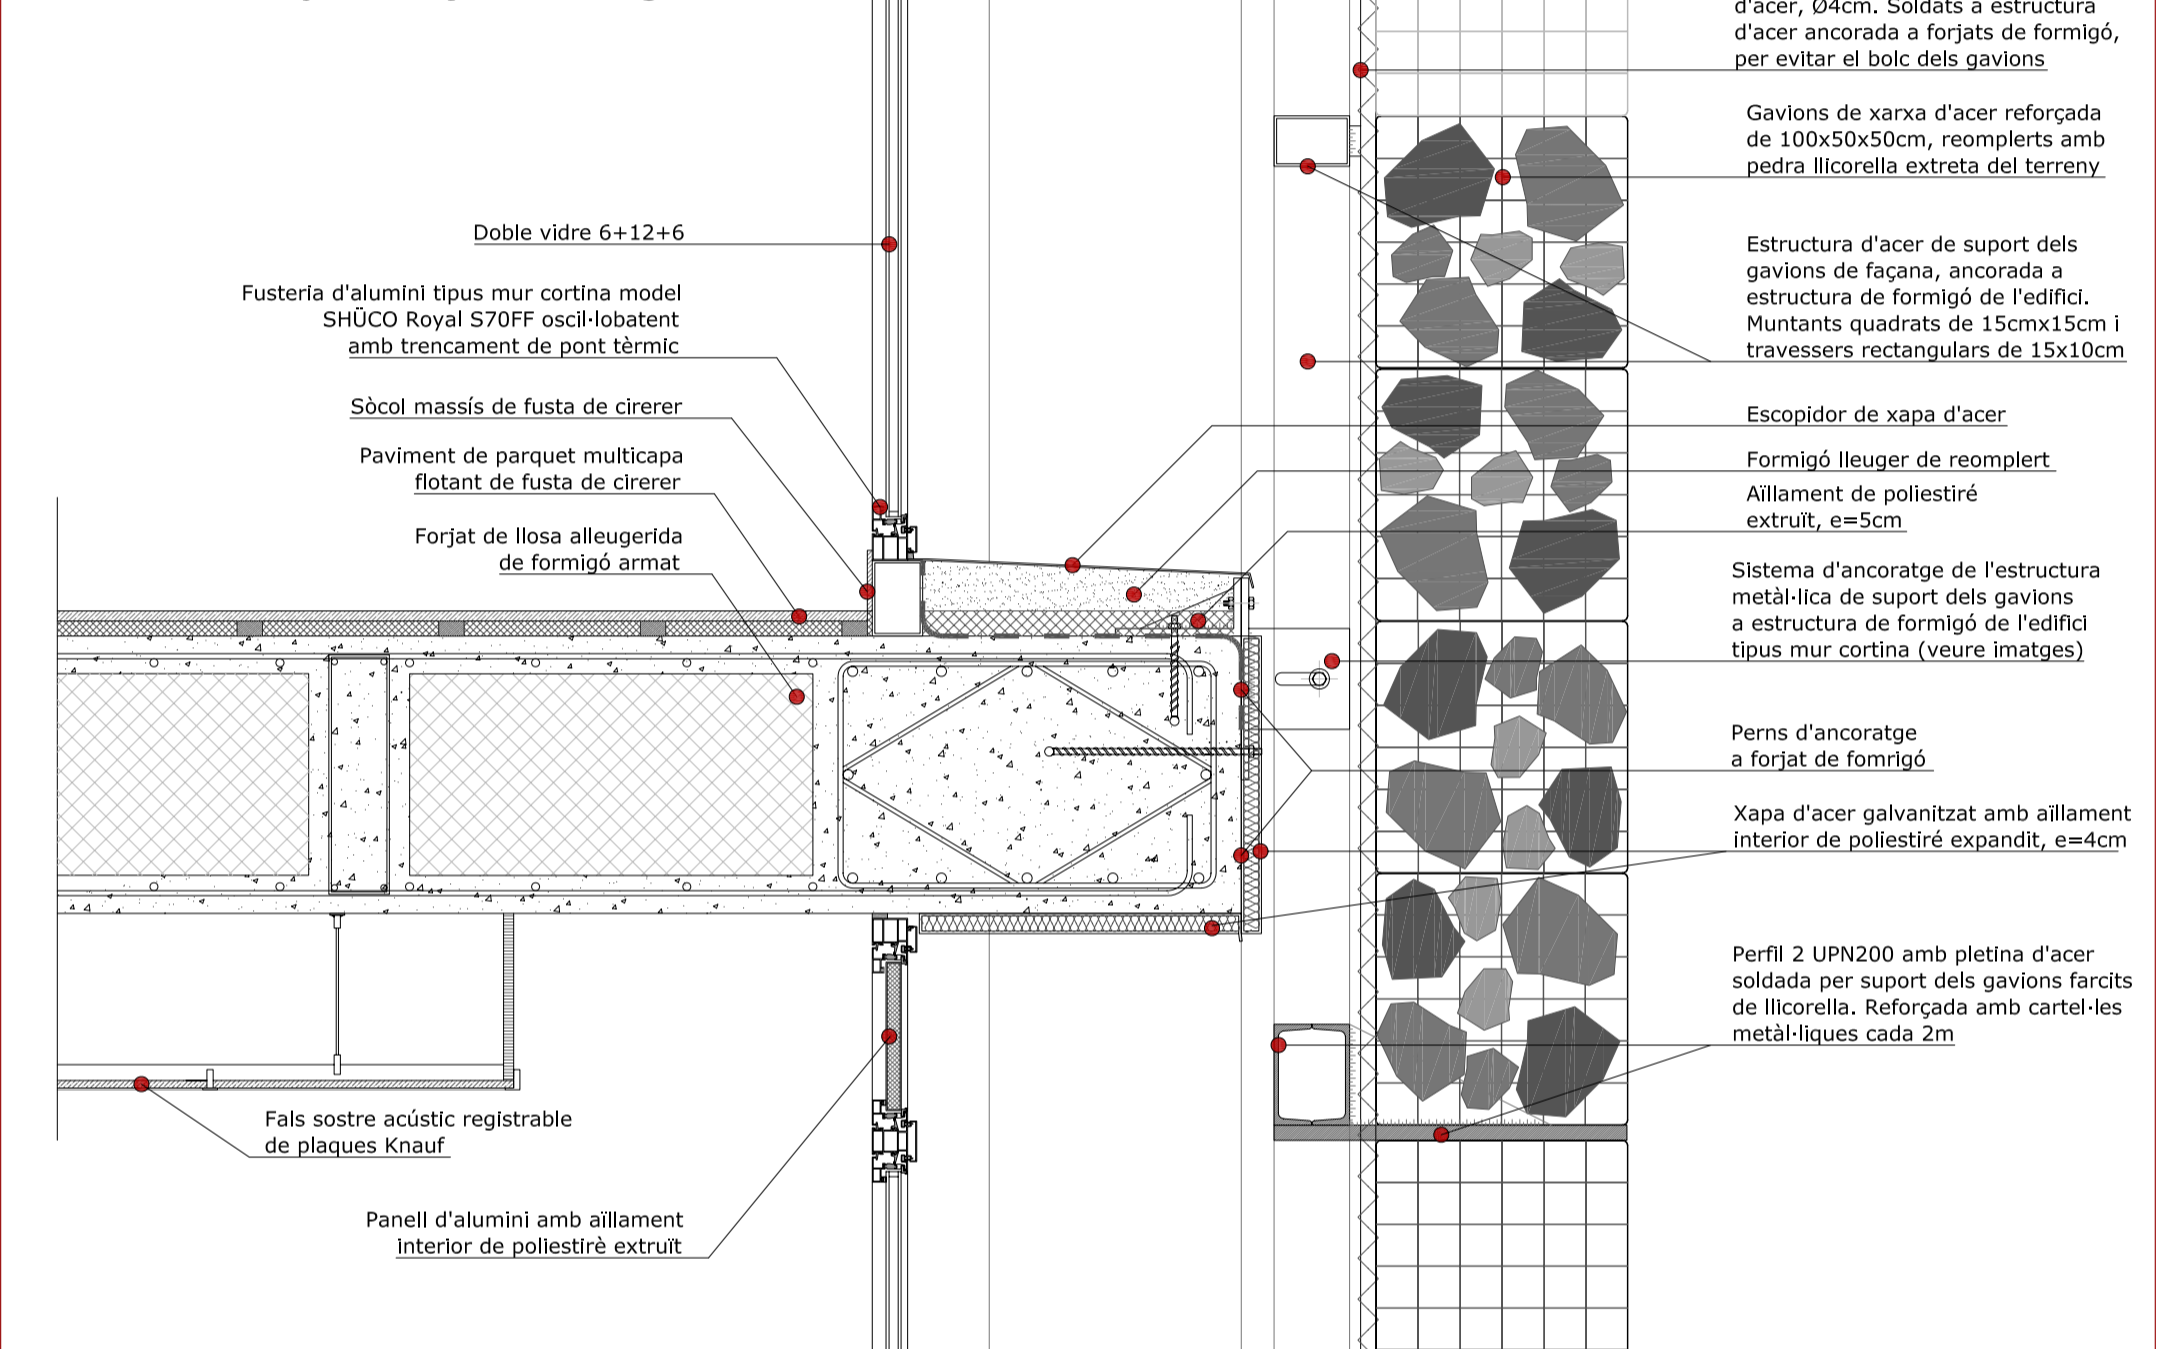 Doble vidre 6+12+6
Fusteria d'alumini tipus mur cortina model
SHÜCO Royal S70FF oscil·lobatent
amb trencament de pont tèrmic
Sòcol massís de fusta de cirerer
Paviment de parquet multicapa
flotant de fusta de cirerer
Forjat de llosa alleugerida
de formigó armat
Fals sostre acústic registrable
de plaques Knauf
Panell d'alumini amb aïllament
interior de poliestirè extruït
d'acer, Ø4cm. Soldats a estructura
d'acer ancorada a forjats de formigó,
per evitar el bolc dels gavions
Gavions de xarxa d'acer reforçada
de 100x50x50cm, reomplerts amb
pedra llicorella extreta del terreny
Estructura d'acer de suport dels
gavions de façana, ancorada a
estructura de formigó de l'edifici.
Muntants quadrats de 15cmx15cm i
travessers rectangulars de 15x10cm
Escopidor de xapa d'acer
Formigó lleuger de reomplert
Aïllament de poliestiré
extruït, e=5cm
Sistema d'ancoratge de l'estructura
metàl·lica de suport dels gavions
a estructura de formigó de l'edifici
tipus mur cortina (veure imatges)
Perns d'ancoratge
a forjat de fomrigó
Xapa d'acer galvanitzat amb aïllament
interior de poliestiré expandit, e=4cm
Perfil 2 UPN200 amb pletina d'acer
soldada per suport dels gavions farcits
de llicorella. Reforçada amb cartel·les
metàl·liques cada 2m